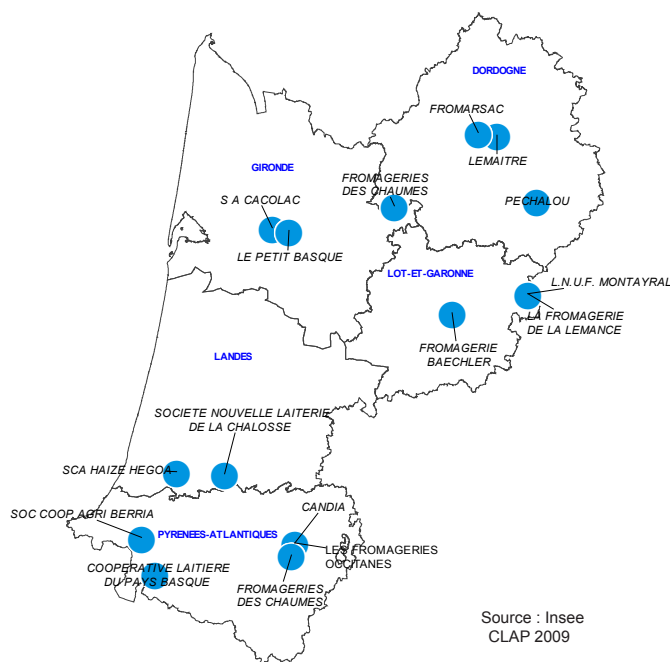 DORDOGNE
FROMARSAC
LEMAITRE
GIRONDE
FROMAGERIES
DES CHAUMES
S A CACOLAC
PECHALOU
LE PETIT BASQUE
LOT-ET-GARONNE
L.N.U.F. MONTAYRAL
LA FROMAGERIE
DE LA LEMANCE
FROMAGERIE
BAECHLER
LANDES
SOCIETE NOUVELLE LAITERIE
DE LA CHALOSSE
SCA HAIZE HEGOA
CANDIA
SOC COOP AGRI BERRIA
PYRENEES-ATLANTIQUES
LES FROMAGERIES
OCCITANES
COOPERATIVE LAITIERE
DU PAYS BASQUE
FROMAGERIES
DES CHAUMES
Source : Insee
CLAP 2009